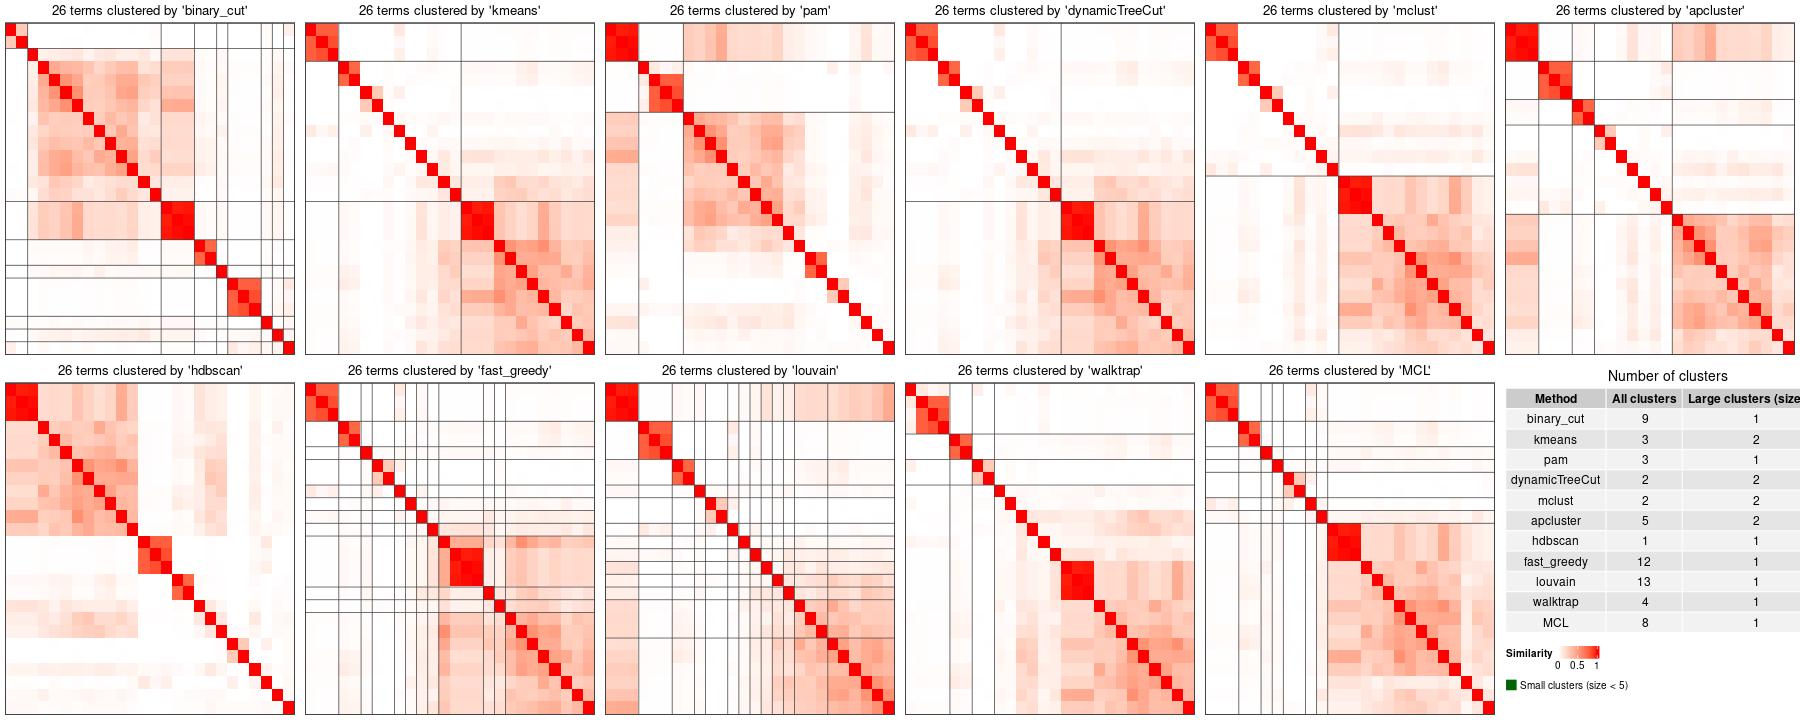 26 terms clustered by 'binary_cut'
26 terms clustered by 'kmeans'
26 terms clustered by 'pam'
26 terms clustered by 'dynamicTreeCut'
26 terms clustered by 'mclust'
26 terms clustered by 'apcluster'
26 terms clustered by 'hdbscan'
26 terms clustered by 'fast_greedy'
26 terms clustered by 'louvain'
26 terms clustered by 'walktrap'
26 terms clustered by 'MCL'
Number of clusters
Method All clusters Large clusters (size
binary_cut 9 1
kmeans 3 2
pam 3 1
dynamicTreeCut 2 2
mclust 2 2
apcluster 5 2
hdbscan 1 1
fast_greedy 12 1
louvain 13 1
walktrap 4 1
MCL 8 1
Similarity
0 0.5 1
Small clusters (size < 5)